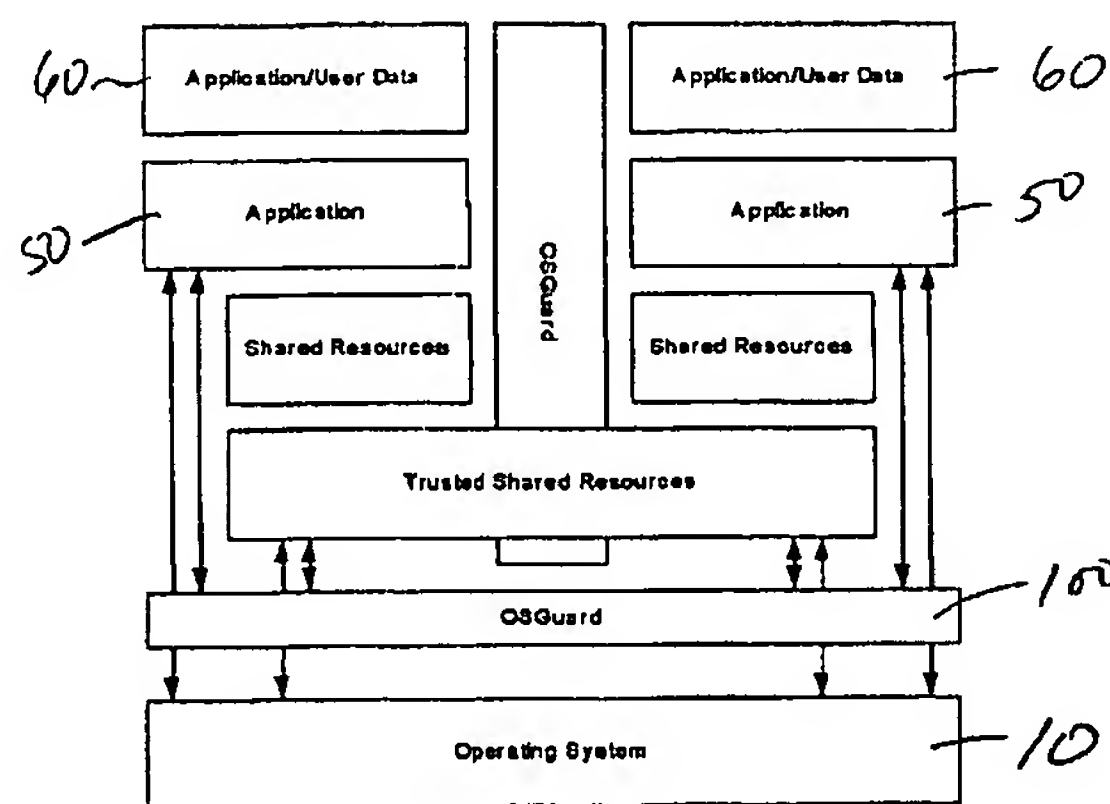 60 Application/User Data Application/User Data 60
50 Application Application 50
OSGuard
Shared Resources Shared Resources
Trusted Shared Resources
OSGuard 100
Operating System 10